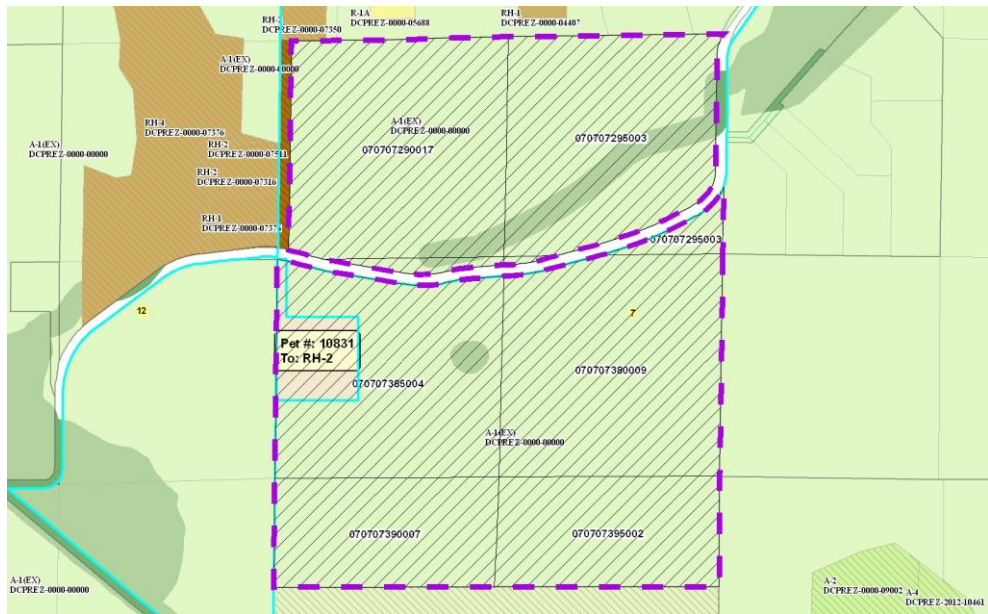 RH-3
DCPREZ-0000-07350
R-1A
DCPREZ-0000-05688
RH-1
DCPREZ-0000-04407
A-1(EX)
RH-4
DCPREZ-0000-07376
A-1(EX)
DCPREZ-0000-00000
070707290017
070707295003
A-1(EX)
DCPREZ-0000-00000
RH-2
DCPREZ-0000-07511
RH-2
DCPREZ-0000-07316
RH-1
070707295003
12
7
Pet #: 10831
To: RH-2
070707385004
070707380009
A-1(EX)
DCPREZ-0000-00000
070707390007
070707395002
A-1(EX)
DCPREZ-0000-00000
A-2
DCPREZ-0000-09002
A-4
DCPREZ-2012-10461